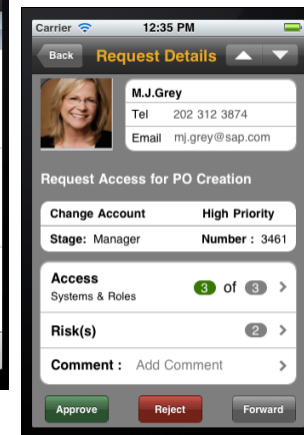 Carrier 12:35 PM
Back Request Details
M.J.Grey
Tel 202 312 3874
Email mj.grey@sap.com
Request Access for PO Creation
Change Account High Priority
Stage: Manager Number : 3461
Access
Systems & Roles
3 of 3
Risk(s) 2
Comment : Add Comment
Approve Reject Forward